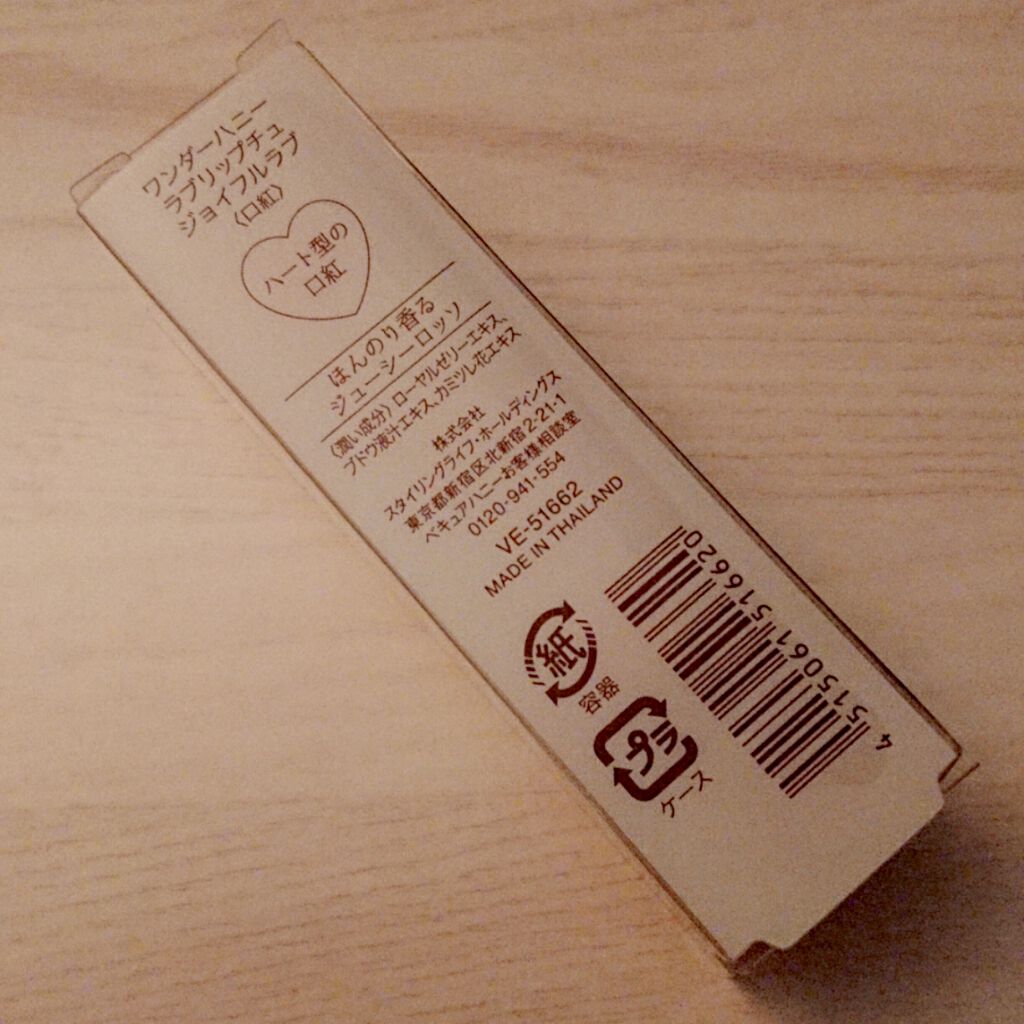 ワンダーハニー
ラブリップチュ
ジョイフルラブ
〈口紅〉
ハート型の
口紅
ほんのり香る
ジューシーロッソ
〈潤い成分〉ローヤルゼリーエキス、
ブドウ液汁エキス、カミツレ花エキス
株式会社
スタイリングライフ・ホールディングス
東京都新宿区北新宿2-21-1
ベキュアハニーお客様相談室
0120-941-554
VE-51662
MADE IN THAILAND
紙
容器
プラ
ケース
4 515061 516620